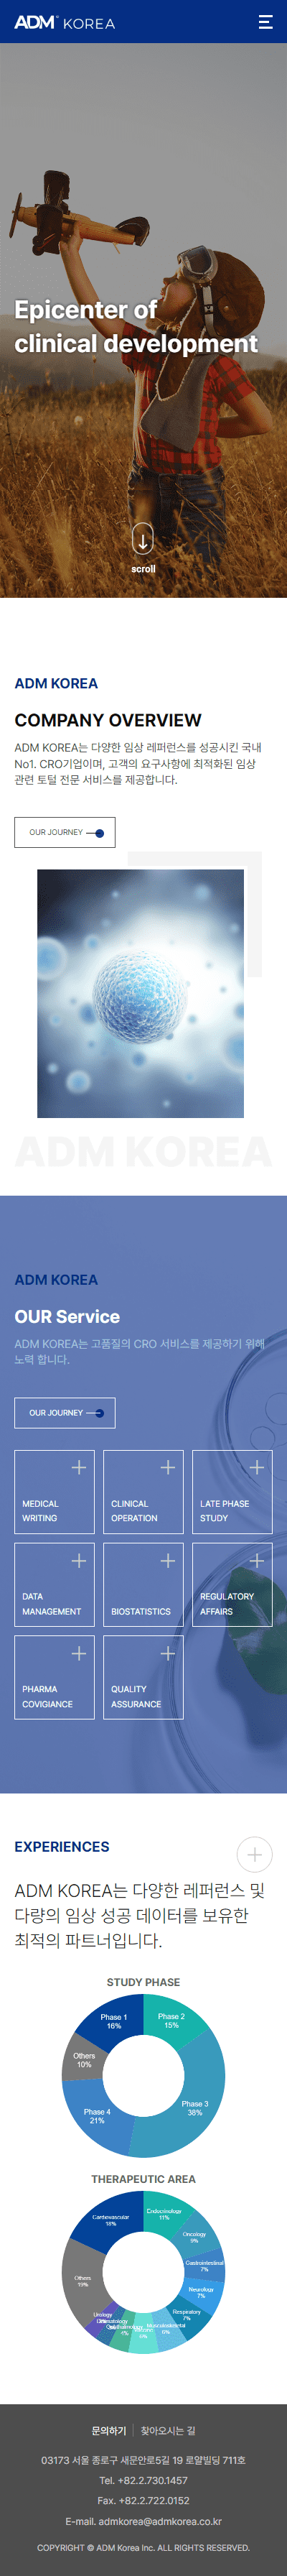 ADM® KOREA
Epicenter of
clinical development
scroll
ADM KOREA
COMPANY OVERVIEW
ADM KOREA는 다양한 임상 레퍼런스를 성공시킨 국내
No1. CRO기업이며, 고객의 요구사항에 최적화된 임상
관련 토털 전문 서비스를 제공합니다.
OUR JOURNEY
ADM KOREA
ADM KOREA
OUR Service
ADM KOREA는 고품질의 CRO 서비스를 제공하기 위해
노력 합니다.
OUR JOURNEY
MEDICAL
WRITING
CLINICAL
OPERATION
LATE PHASE
STUDY
DATA
MANAGEMENT
BIOSTATISTICS
REGULATORY
AFFAIRS
PHARMA
COVIGIANCE
QUALITY
ASSURANCE
EXPERIENCES
ADM KOREA는 다양한 레퍼런스 및
다량의 임상 성공 데이터를 보유한
최적의 파트너입니다.
STUDY PHASE
Phase 1
16%
Phase 2
15%
Others
10%
Phase 3
38%
Phase 4
21%
THERAPEUTIC AREA
Cardiovascular
18%
Endocrinology
11%
Oncology
9%
Gastrointestinal
7%
Neurology
7%
Respiratory
7%
Musculoskeletal
6%
Others
19%
Urology
문의하기 | 찾아오시는 길
03173 서울 종로구 새문안로5길 19 로얄빌딩 711호
Tel. +82.2.730.1457
Fax. +82.2.722.0152
E-mail. admkorea@admkorea.co.kr
COPYRIGHT © ADM Korea Inc. ALL RIGHTS RESERVED.